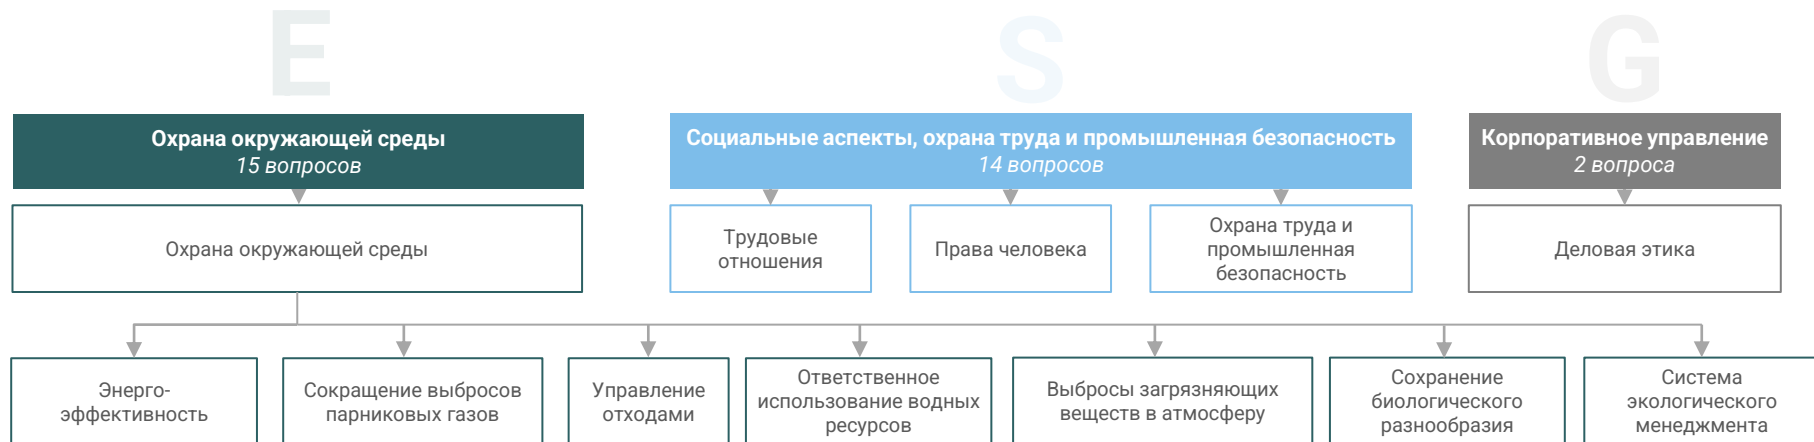 E
S
G
Охрана окружающей среды
15 вопросов
Социальные аспекты, охрана труда и промышленная безопасность
14 вопросов
Корпоративное управление
2 вопроса
Охрана окружающей среды
Трудовые
отношения
Права человека
Охрана труда и
промышленная
безопасность
Деловая этика
Энерго-
эффективность
Сокращение выбросов
парниковых газов
Управление
отходами
Ответственное
использование водных
ресурсов
Выбросы загрязняющих
веществ в атмосферу
Сохранение
биологического
разнообразия
Система
экологического
менеджмента